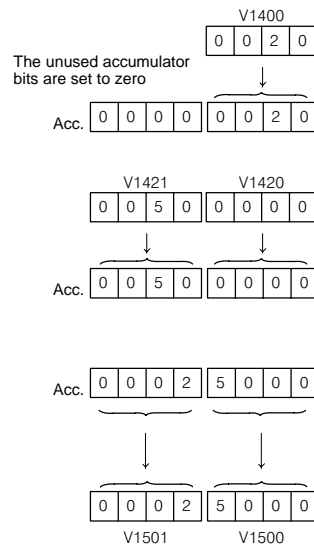 V1400
0 0 2 0
The unused accumulator
bits are set to zero
Acc. 0 0 0 0 0 0 2 0
V1421 V1420
0 0 5 0 0 0 0 0
Acc. 0 0 5 0 0 0 0 0
Acc. 0 0 0 2 5 0 0 0
0 0 0 2 5 0 0 0
V1501 V1500